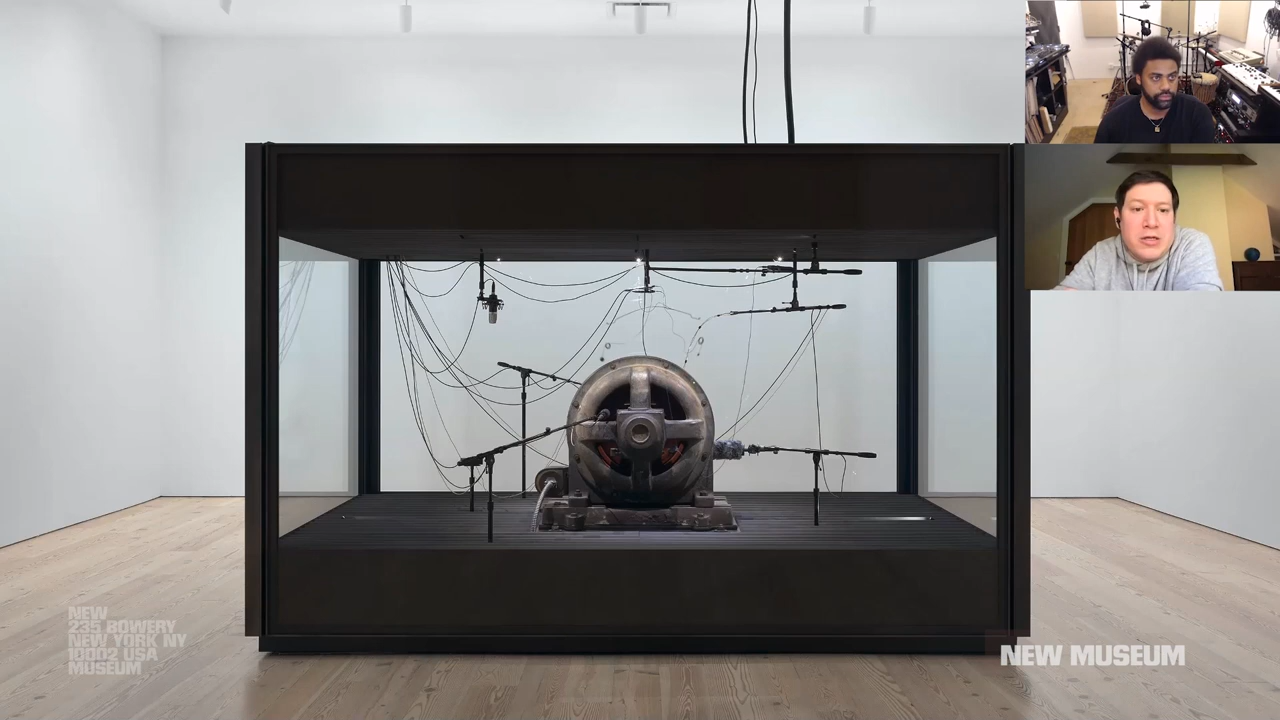 NEW
235 BOWERY
NEW YORK NY
10002 USA
MUSEUM
NEW MUSEUM